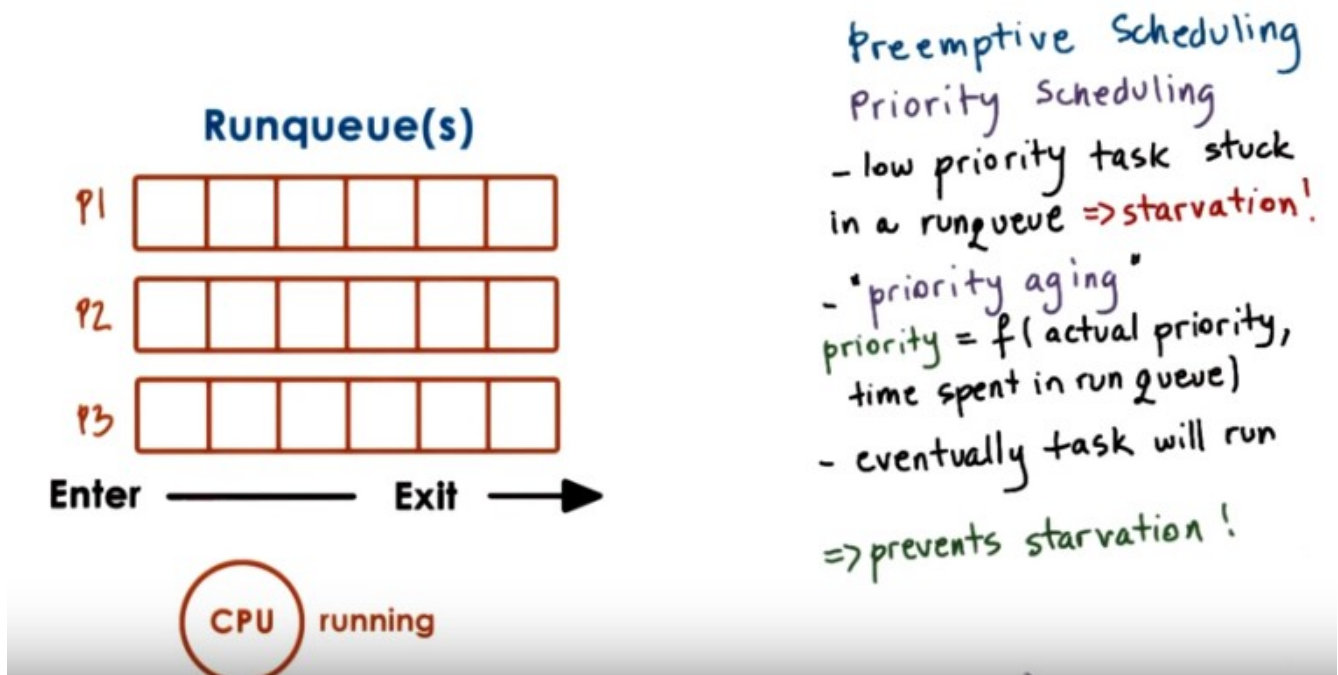 Runqueue(s)
P1
P2
P3
Enter Exit
CPU running
Preemptive Scheduling
Priority Scheduling
- low priority task stuck
in a runqueue => starvation!
- "priority aging"
priority = f(actual priority,
time spent in run queue)
- eventually task will run
=> prevents starvation!